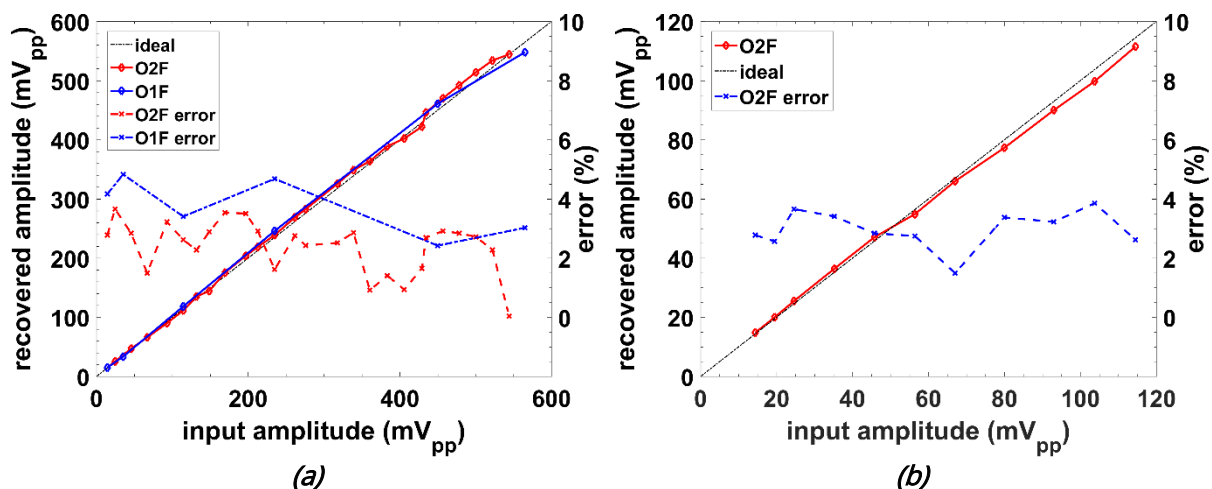 600
500
400
300
200
100
0
recovered amplitude (mVpp)
ideal
O2F
O1F
O2F error
O1F error
10
8
6
4
2
0
error (%)
0 200 400 600
input amplitude (mVpp)
(a)
120
100
80
60
40
20
0
recovered amplitude (mVpp)
O2F
ideal
O2F error
10
8
6
4
2
0
error (%)
0 20 40 60 80 100 120
input amplitude (mVpp)
(b)